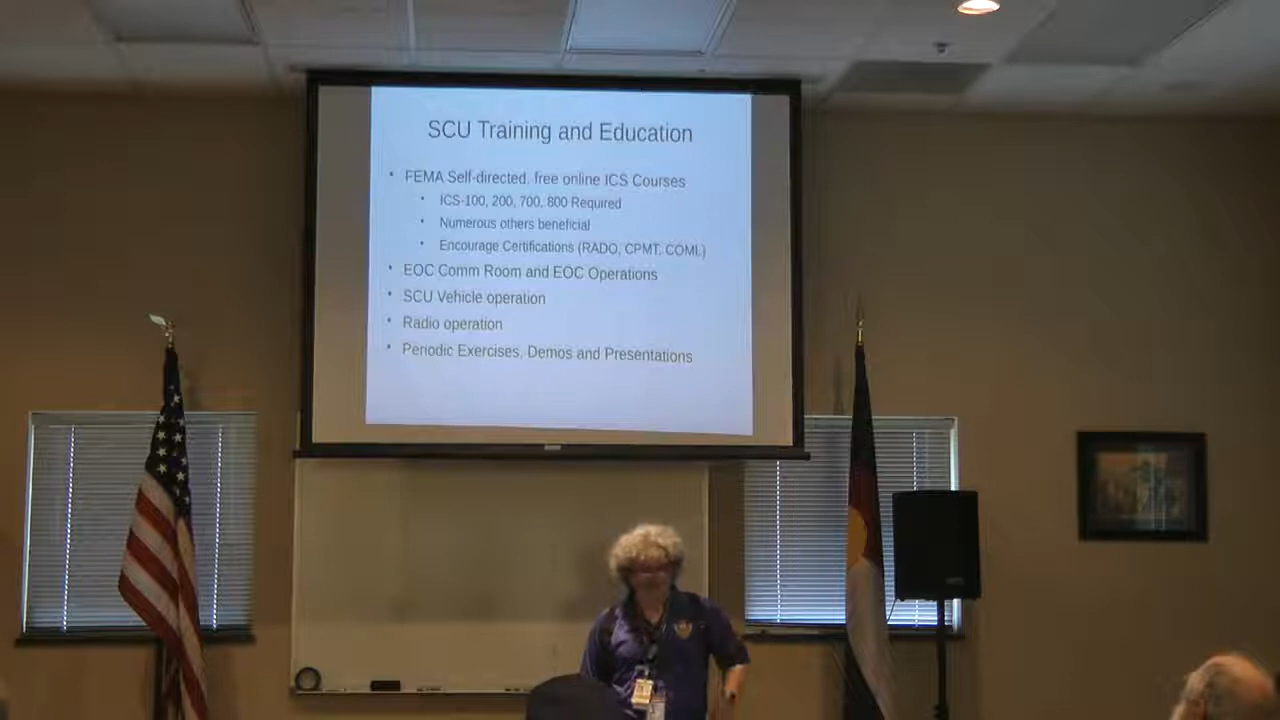 SCU Training and Education
• FEMA Self-directed, free online ICS Courses
• ICS-100, 200, 700, 800 Required
• Numerous others beneficial
• Encourage Certifications (RADO, CPMT, COML)
• EOC Comm Room and EOC Operations
• SCU Vehicle operation
• Radio operation
• Periodic Exercises, Demos and Presentations